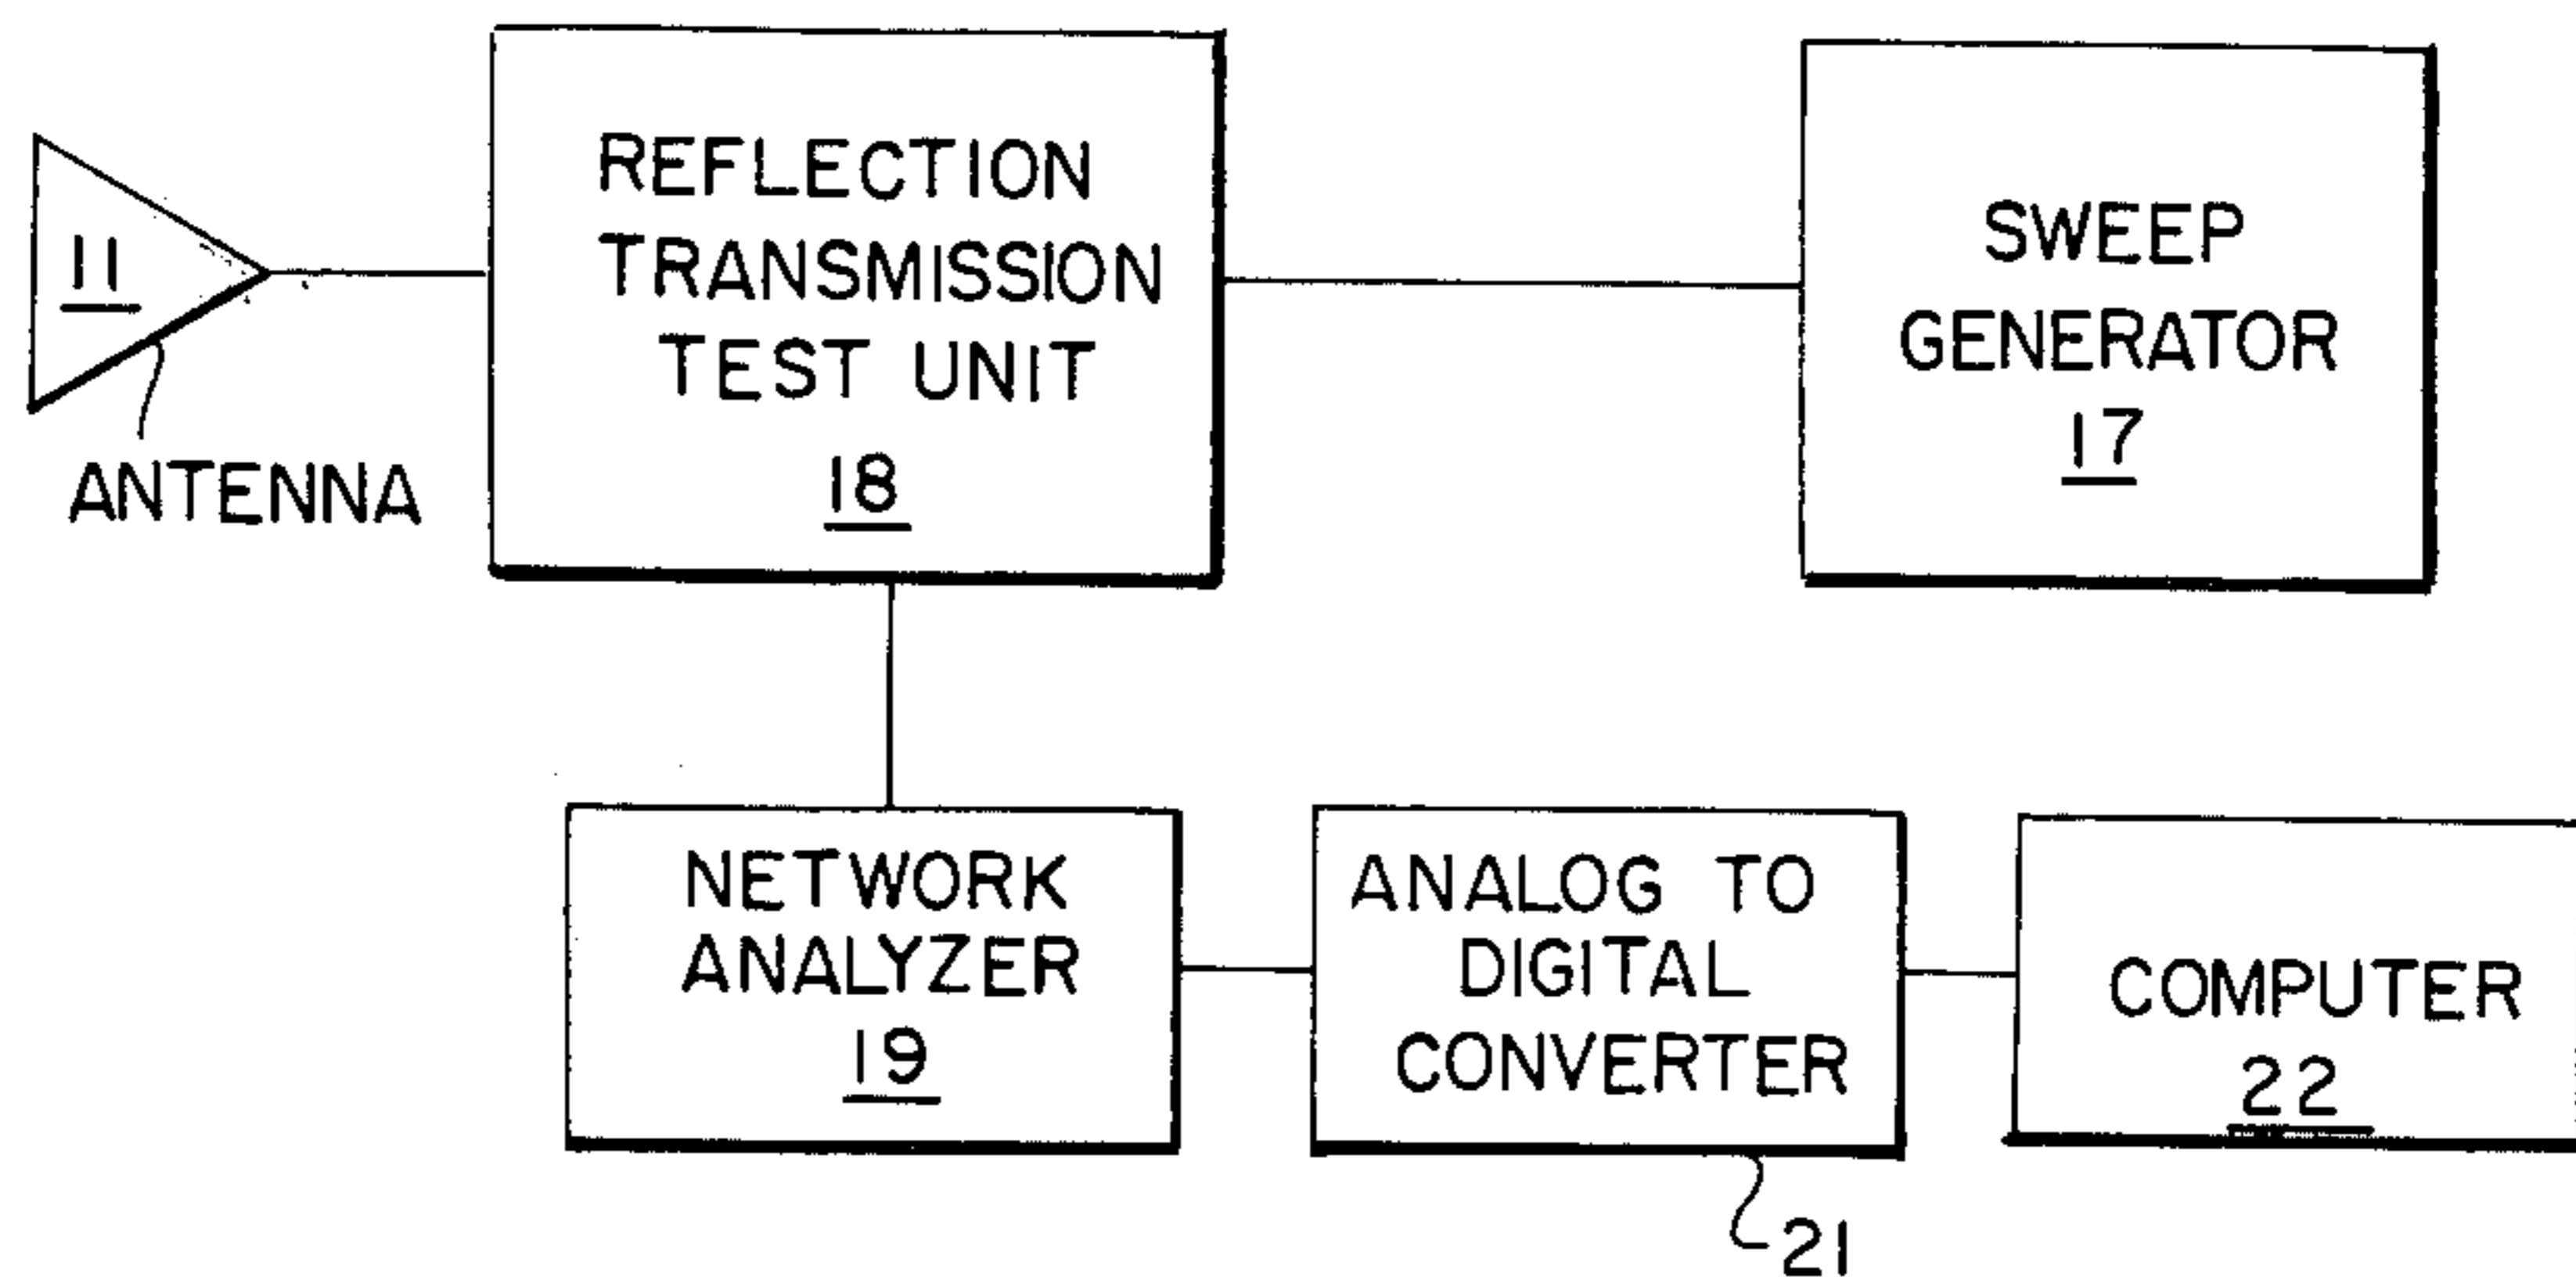 11
ANTENNA
REFLECTION
TRANSMISSION
TEST UNIT
18
SWEEP
GENERATOR
17
NETWORK
ANALYZER
19
ANALOG TO
DIGITAL
CONVERTER
21
COMPUTER
22